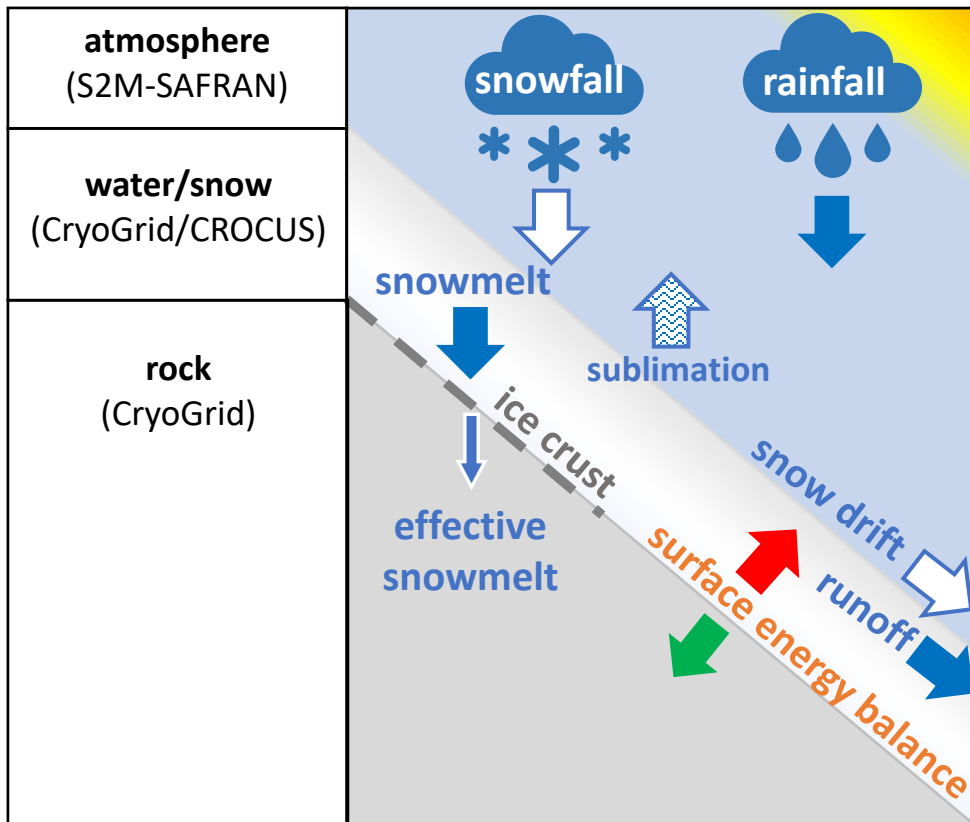 atmosphere
(S2M-SAFRAN)
water/snow
(CryoGrid/CROCUS)
rock
(CryoGrid)
snowfall
rainfall
snowmelt
sublimation
ice crust
effective
snowmelt
snow drift
runoff
surface energy balance